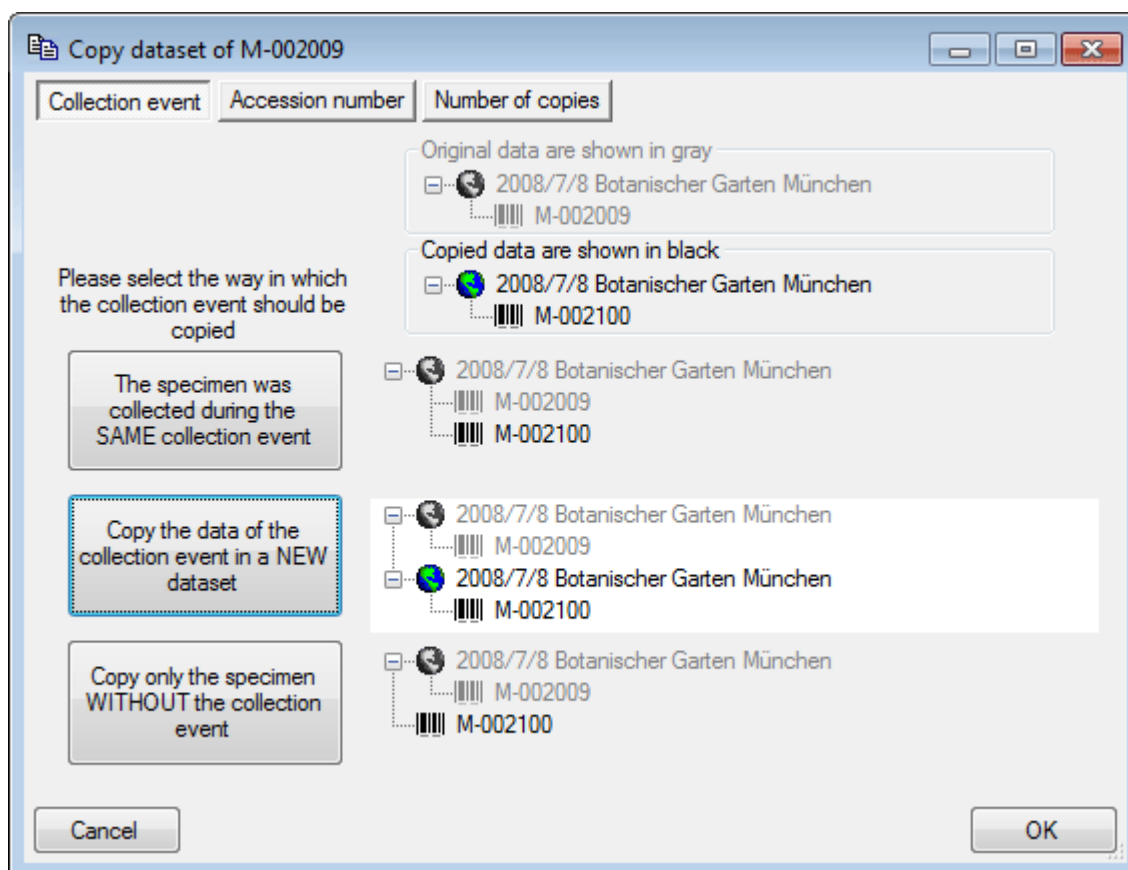 Copy dataset of M-002009
Collection event
Accession number
Number of copies
Original data are shown in gray
2008/7/8 Botanischer Garten München
M-002009
Copied data are shown in black
2008/7/8 Botanischer Garten München
M-002100
Please select the way in which
the collection event should be
copied
The specimen was
collected during the
SAME collection event
2008/7/8 Botanischer Garten München
M-002009
M-002100
Copy the data of the
collection event in a NEW
dataset
2008/7/8 Botanischer Garten München
M-002009
2008/7/8 Botanischer Garten München
M-002100
Copy only the specimen
WITHOUT the collection
event
2008/7/8 Botanischer Garten München
M-002009
M-002100
Cancel
OK